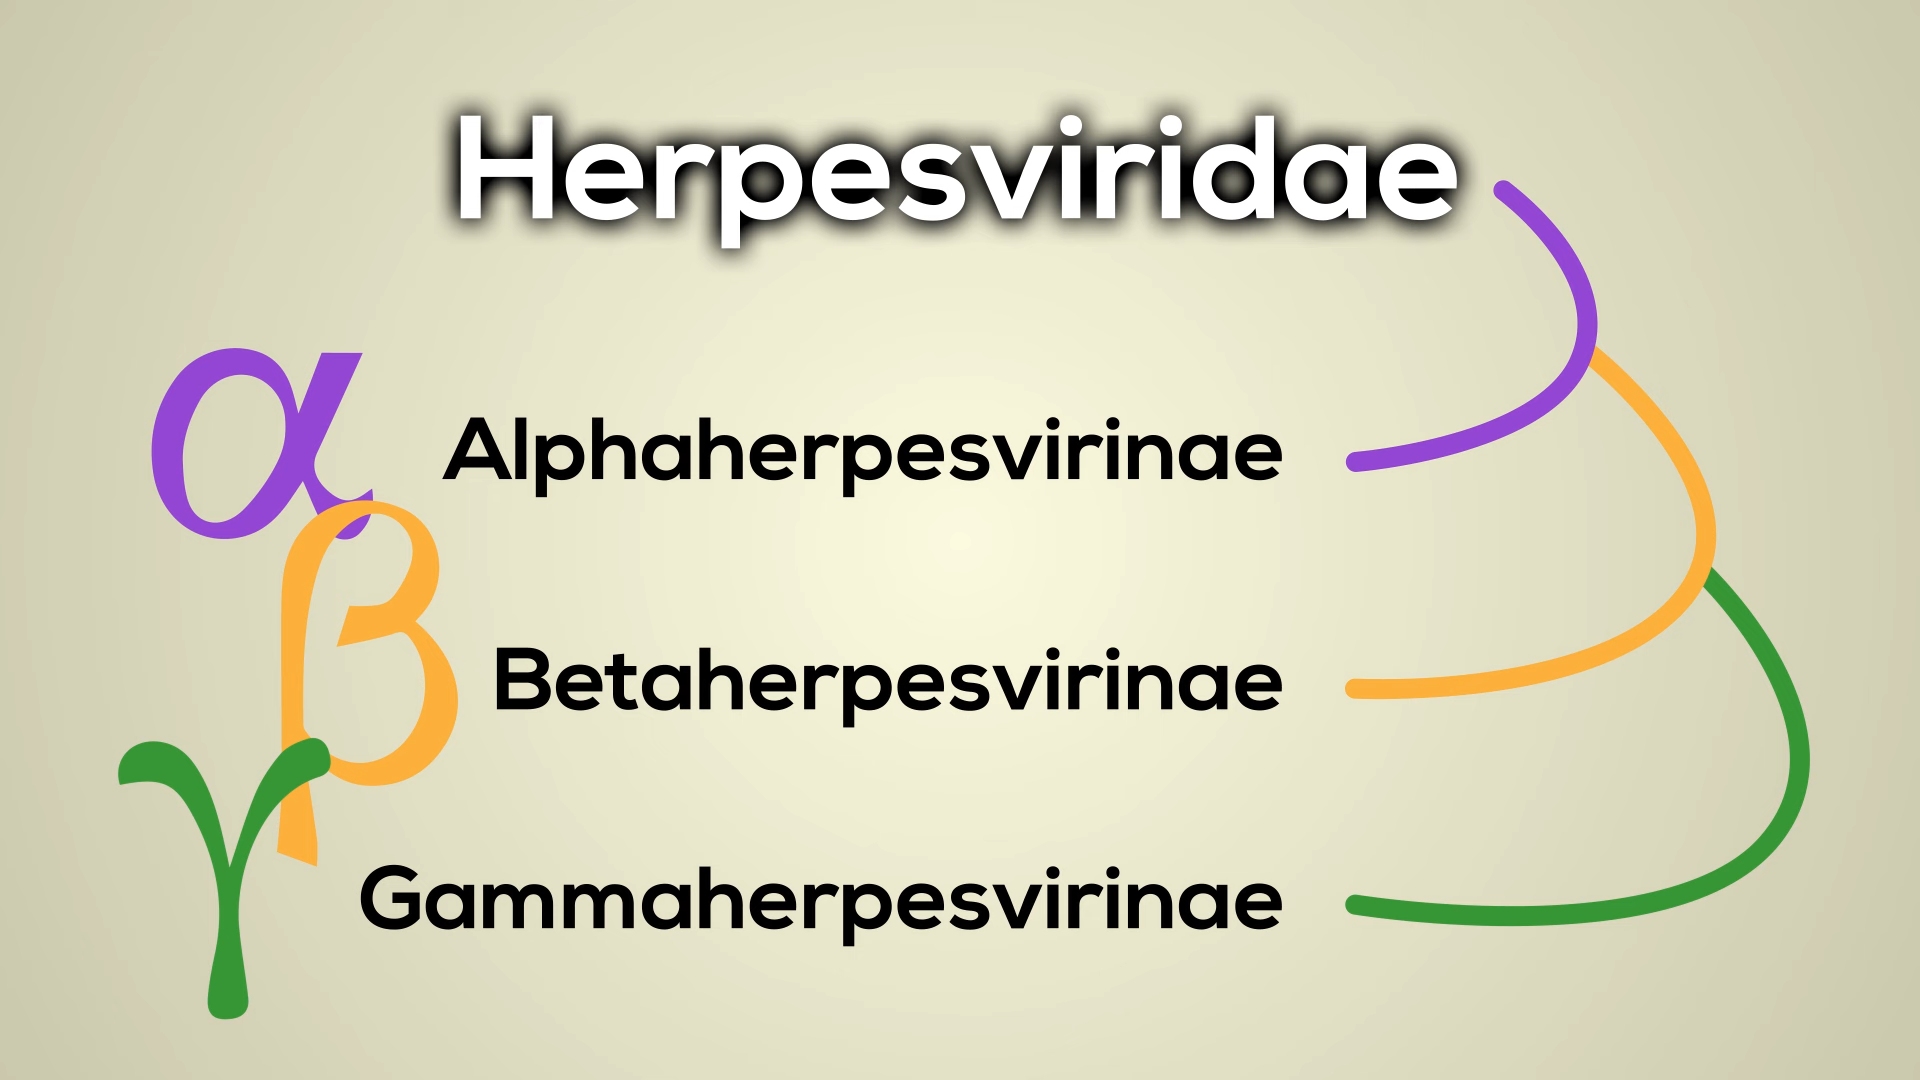 Herpesviridae
α
Alphaherpesvirinae
β
Betaherpesvirinae
γ
Gammaherpesvirinae